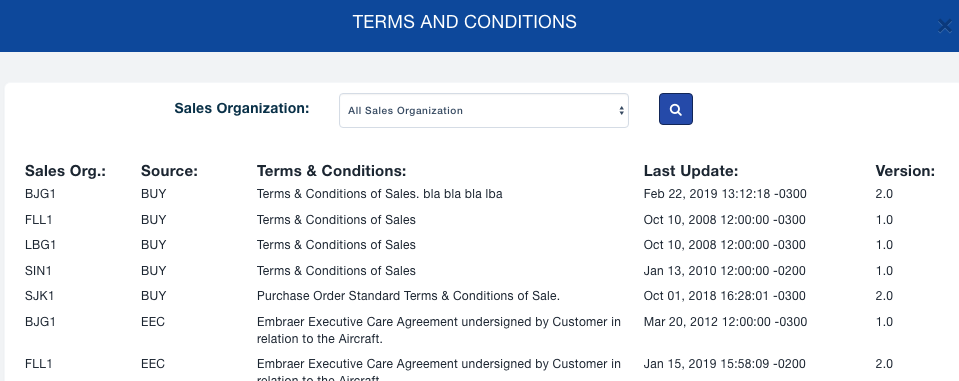 TERMS AND CONDITIONS
Sales Organization: All Sales Organization
Sales Org.: Source: Terms & Conditions: Last Update: Version:
BJG1 BUY Terms & Conditions of Sales. bla bla bla lba Feb 22, 2019 13:12:18 -0300 2.0
FLL1 BUY Terms & Conditions of Sales Oct 10, 2008 12:00:00 -0300 1.0
LBG1 BUY Terms & Conditions of Sales Oct 10, 2008 12:00:00 -0300 1.0
SIN1 BUY Terms & Conditions of Sales Jan 13, 2010 12:00:00 -0200 1.0
SJK1 BUY Purchase Order Standard Terms & Conditions of Sale. Oct 01, 2018 16:28:01 -0300 2.0
BJG1 EEC Embraer Executive Care Agreement undersigned by Customer in Mar 20, 2012 12:00:00 -0300 1.0
relation to the Aircraft.
FLL1 EEC Embraer Executive Care Agreement undersigned by Customer in Jan 15, 2019 15:58:09 -0200 2.0
relation to the Aircraft.